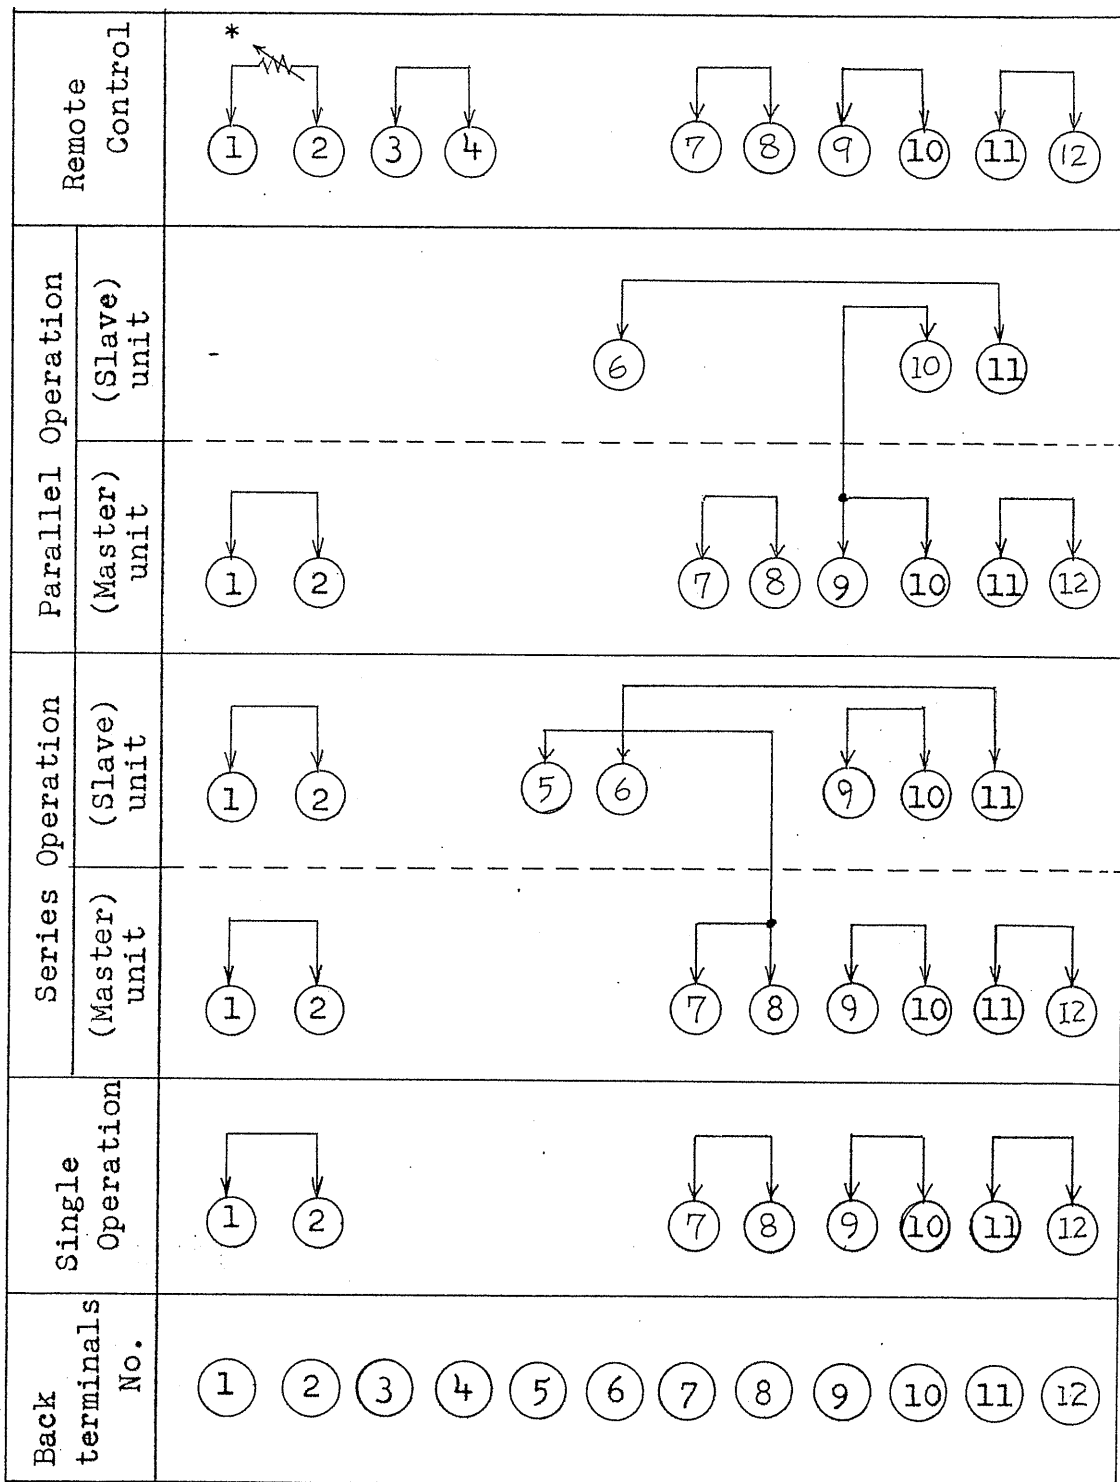 Remote
Control
*
1 2 3 4 7 8 9 10 11 12
Parallel Operation
(Slave)
unit
6 10 11
(Master)
unit
1 2 7 8 9 10 11 12
Series Operation
(Slave)
unit
1 2 5 6 9 10 11
(Master)
unit
1 2 7 8 9 10 11 12
Single
Operation
1 2 7 8 9 10 11 12
Back
terminals
No.
1 2 3 4 5 6 7 8 9 10 11 12